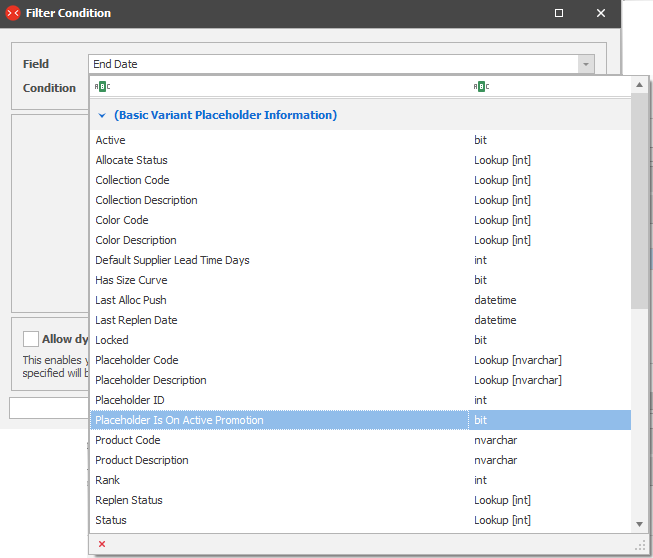 Filter Condition
Field End Date
Condition
ABC ABC
(Basic Variant Placeholder Information)
Active bit
Allocate Status Lookup [int]
Collection Code Lookup [int]
Collection Description Lookup [int]
Color Code Lookup [int]
Color Description Lookup [int]
Default Supplier Lead Time Days int
Has Size Curve bit
Last Alloc Push datetime
Last Replen Date datetime
Locked bit
Allow dy
Placeholder Code Lookup [nvarchar]
This enables y
specified will b
Placeholder Description Lookup [nvarchar]
Placeholder ID int
Placeholder Is On Active Promotion bit
Product Code nvarchar
Product Description nvarchar
Rank int
Replen Status Lookup [int]
Status Lookup [int]